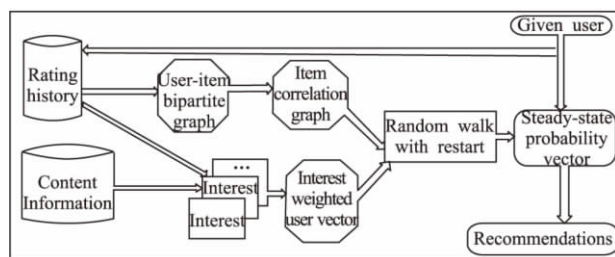 Given user
Rating
history
User-item
bipartite
graph
Item
correlation
graph
Random walk
with restart
Steady-state
probability
vector
Content
Information
...
Interest
Interest
Interest
weighted
user vector
Recommendations